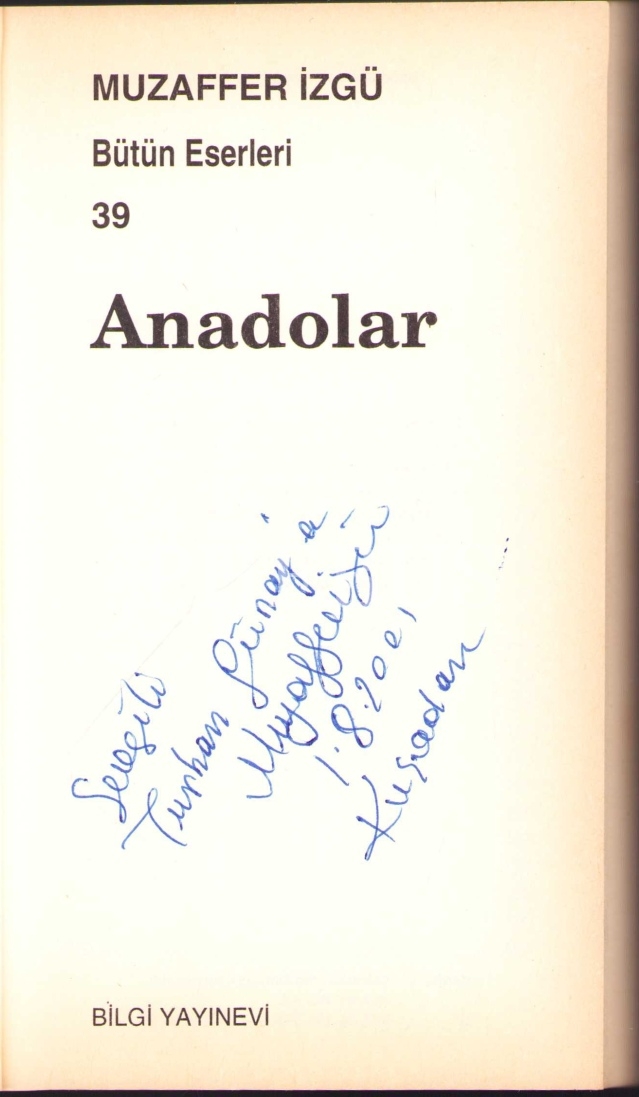 MUZAFFER İZGÜ
Bütün Eserleri
39
Anadolar
Sevgili
Turhan Günay'a
Muzaffer İzgü
1.8.2001
Kuşadası
BİLGİ YAYINEVİ